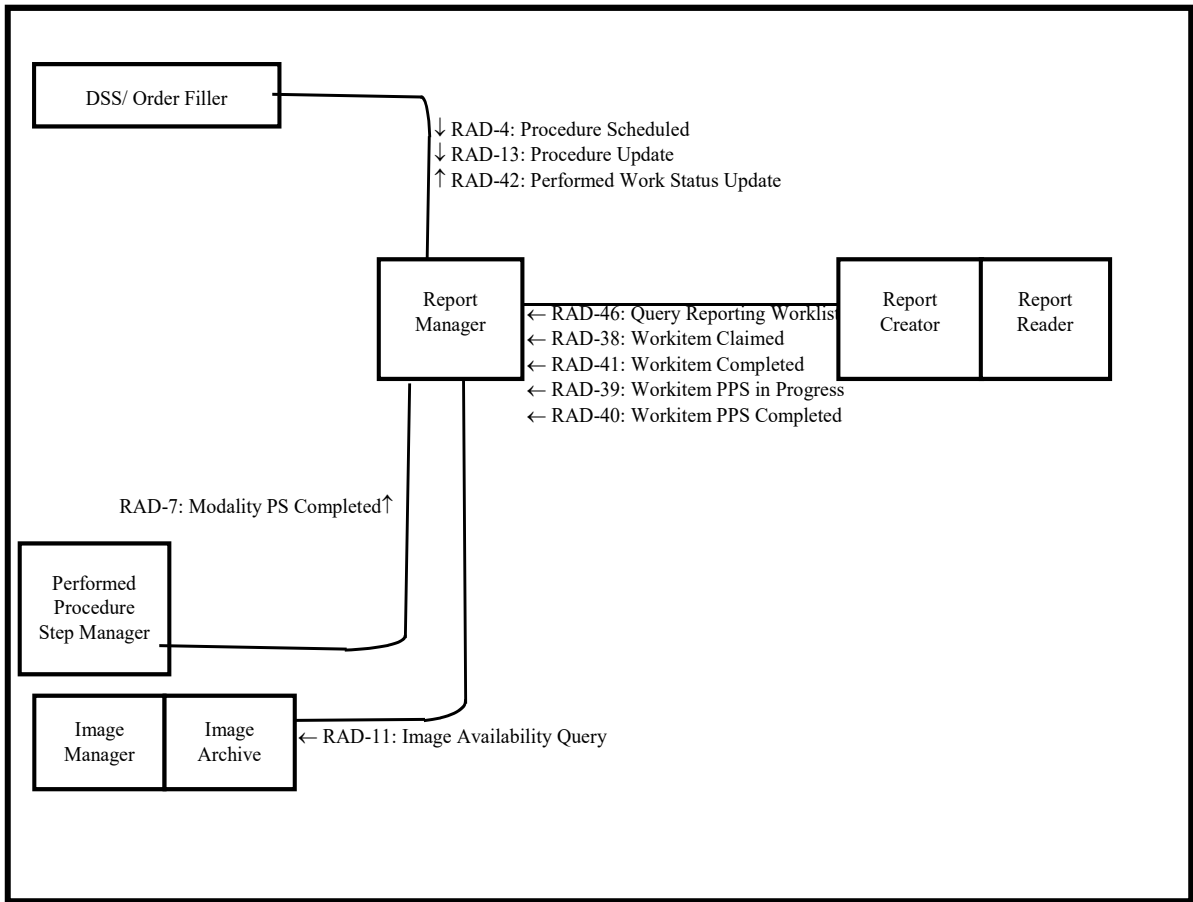 DSS/ Order Filler
↓ RAD-4: Procedure Scheduled
↓ RAD-13: Procedure Update
↑ RAD-42: Performed Work Status Update
Report
Manager
← RAD-46: Query Reporting Worklist
← RAD-38: Workitem Claimed
← RAD-41: Workitem Completed
← RAD-39: Workitem PPS in Progress
← RAD-40: Workitem PPS Completed
Report
Creator
Report
Reader
RAD-7: Modality PS Completed↑
Performed
Procedure
Step Manager
Image
Manager
Image
Archive
← RAD-11: Image Availability Query